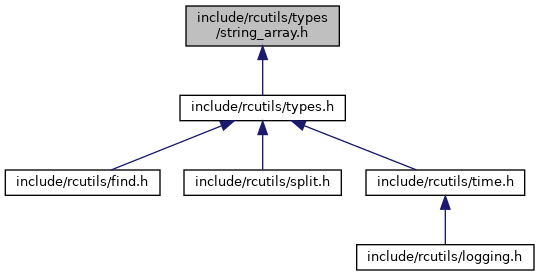 include/rcutils/types
/string_array.h
include/rcutils/types.h
include/rcutils/find.h
include/rcutils/split.h
include/rcutils/time.h
include/rcutils/logging.h